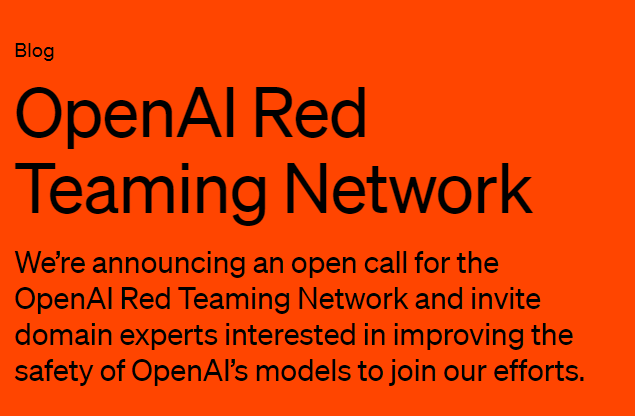 Blog
OpenAI Red
Teaming Network
We’re announcing an open call for the
OpenAI Red Teaming Network and invite
domain experts interested in improving the
safety of OpenAI’s models to join our efforts.